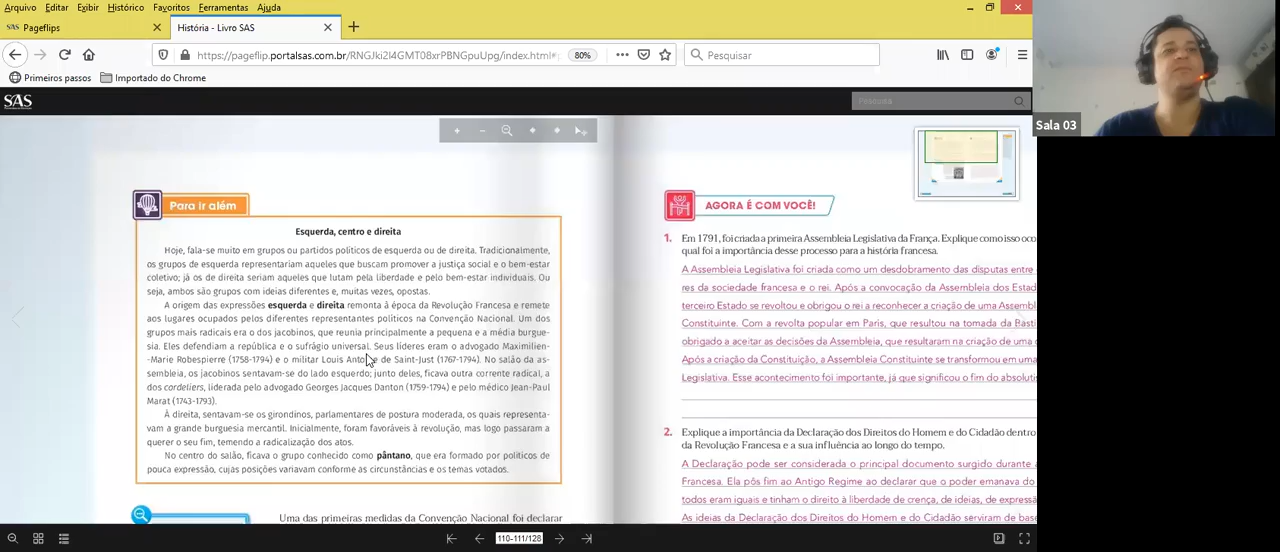 Arquivo Editar Exibir Histórico Favoritos Ferramentas Ajuda
SAS Pageflips
História - Livro SAS
https://pageflip.portalsas.com.br/RNGJki2l4GMT08xrPBNGpuUpg/index.html
80%
Pesquisar
Primeiros passos Importado do Chrome
SAS
Pesquisa
Sala 03
Para ir além
Esquerda, centro e direita
Hoje, fala-se muito em grupos ou partidos políticos de esquerda ou de direita. Tradicionalmente,
os grupos de esquerda representariam aqueles que buscam promover a justiça social e o bem-estar
coletivo; já os de direita seriam aqueles que lutam pela liberdade e pelo bem-estar individuais. Ou
seja, ambos são grupos com ideias diferentes e, muitas vezes, opostas.
A origem das expressões esquerda e direita remonta à época da Revolução Francesa e remete
aos lugares ocupados pelos diferentes representantes políticos na Convenção Nacional. Um dos
grupos mais radicais era o dos jacobinos, que reunia principalmente a pequena e a média burgue-
sia. Eles defendiam a república e o sufrágio universal. Seus líderes eram o advogado Maximilien-
-Marie Robespierre (1758-1794) e o militar Louis Antoine de Saint-Just (1767-1794). No salão da as-
sembleia, os jacobinos sentavam-se do lado esquerdo; junto deles, ficava outra corrente radical, a
dos cordeliers, liderada pelo advogado Georges Jacques Danton (1759-1794) e pelo médico Jean-Paul
Marat (1743-1793).
À direita, sentavam-se os girondinos, parlamentares de postura moderada, os quais representa-
vam a grande burguesia mercantil. Inicialmente, foram favoráveis à revolução, mas logo passaram a
querer o seu fim, temendo a radicalização dos atos.
No centro do salão, ficava o grupo conhecido como pântano, que era formado por políticos de
pouca expressão, cujas posições variavam conforme as circunstâncias e os temas votados.
Uma das primeiras medidas da Convenção Nacional foi declarar
AGORA É COM VOCÊ!
1. Em 1791, foi criada a primeira Assembleia Legislativa da França. Explique como isso oco
qual foi a importância desse processo para a história francesa.
A Assembleia Legislativa foi criada como um desdobramento das disputas entre
res da sociedade francesa e o rei. Após a convocação da Assembleia dos Estad
terceiro Estado se revoltou e obrigou o rei a reconhecer a criação de uma Assembl
Constituinte. Com a revolta popular em Paris, que resultou na tomada da Basti
obrigado a aceitar as decisões da Assembleia, que resultaram na criação de uma
Após a criação da Constituição, a Assembleia Constituinte se transformou em uma
Legislativa. Esse acontecimento foi importante, já que significou o fim do absolutis
2. Explique a importância da Declaração dos Direitos do Homem e do Cidadão dentro
da Revolução Francesa e a sua influência ao longo do tempo.
A Declaração pode ser considerada o principal documento surgido durante a
Francesa. Ela pôs fim ao Antigo Regime ao declarar que o poder emanava do
todos eram iguais e tinham o direito à liberdade de crença, de ideias, de expressã
As ideias da Declaração dos Direitos do Homem e do Cidadão serviram de base
110-111/128